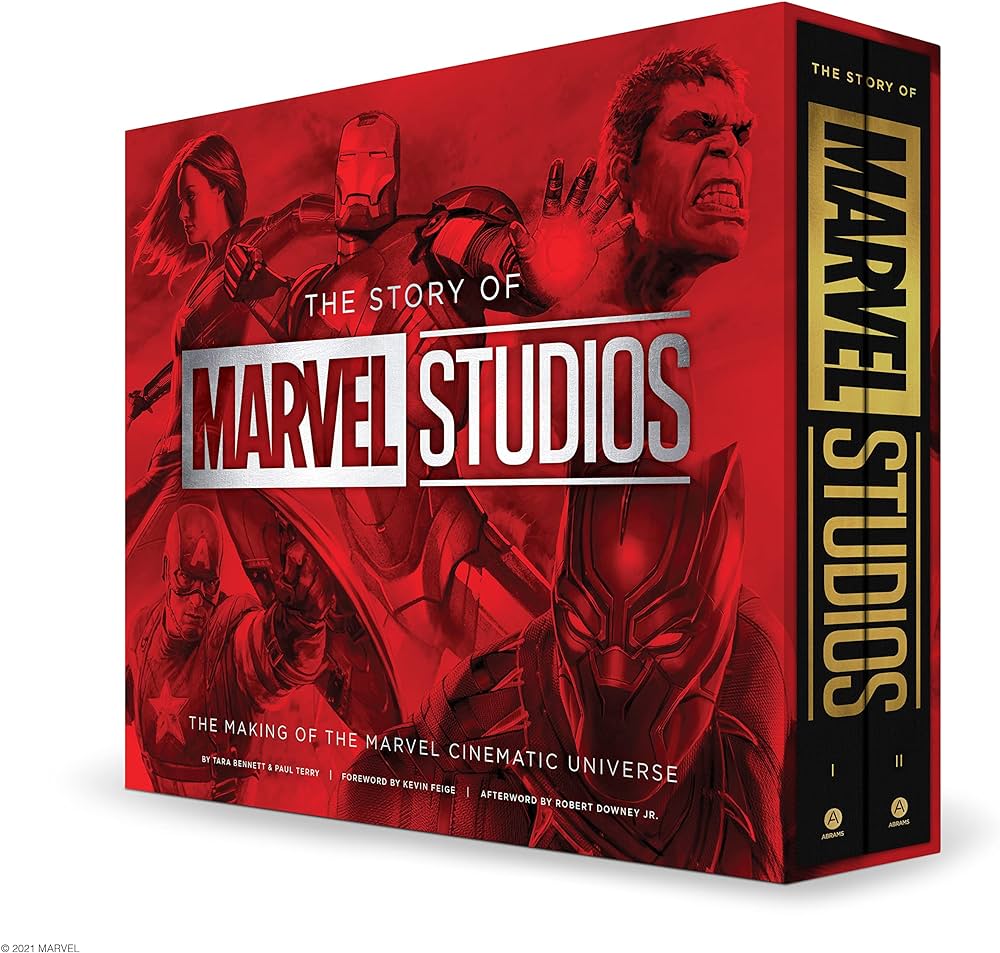 THE STORY OF
MARVEL STUDIOS
THE MAKING OF THE MARVEL CINEMATIC UNIVERSE
BY TARA BENNETT & PAUL TERRY | FOREWORD BY KEVIN FEIGE | AFTERWORD BY ROBERT DOWNEY JR.
A
THE STORY OF
MARVEL STUDIOS
I
II
A
ABRAMS
A
ABRAMS
© 2021 MARVEL